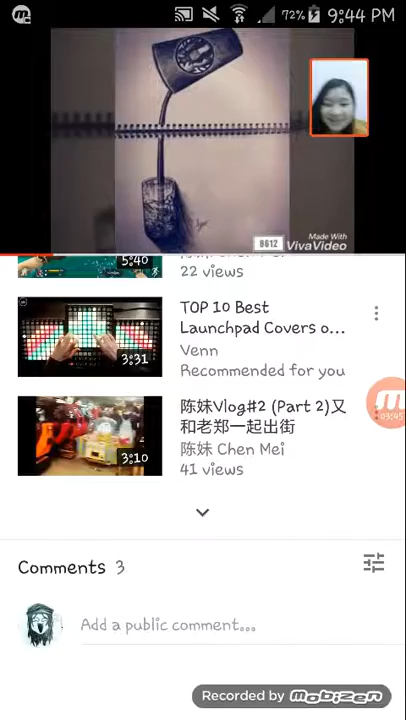 72% 9:44 PM
B612
Made With
VivaVideo
5:40
22 views
TOP 10 Best
Launchpad Covers o...
3:31
Venn
Recommended for you
03:45
陈妹Vlog#2 (Part 2)又
和老郑一起出街
3:10
陈妹 Chen Mei
41 views
Comments 3
Add a public comment...
Recorded by mobizen